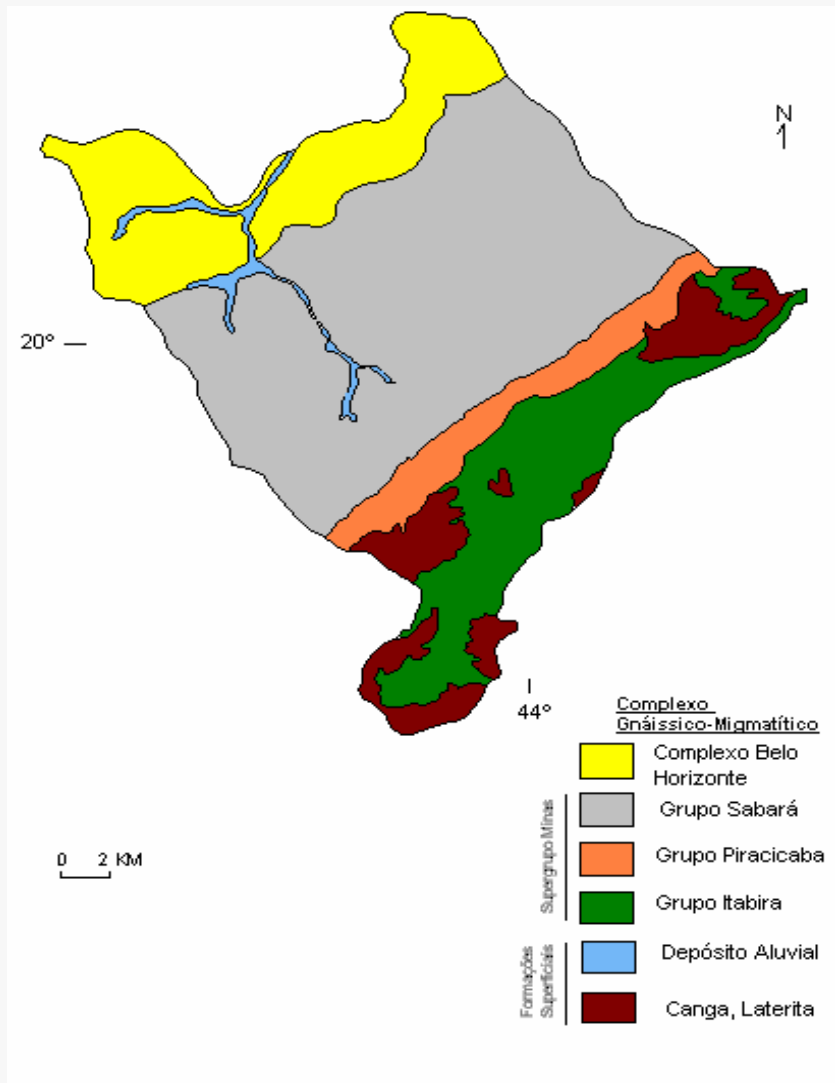 N
20°
44°
Complexo
Gnáissico-Migmatítico
Complexo Belo
Horizonte
Supergrupo Minas
Grupo Sabará
Grupo Piracicaba
Grupo Itabira
Formações
Superficiais
Depósito Aluvial
Canga, Laterita
0 2 KM